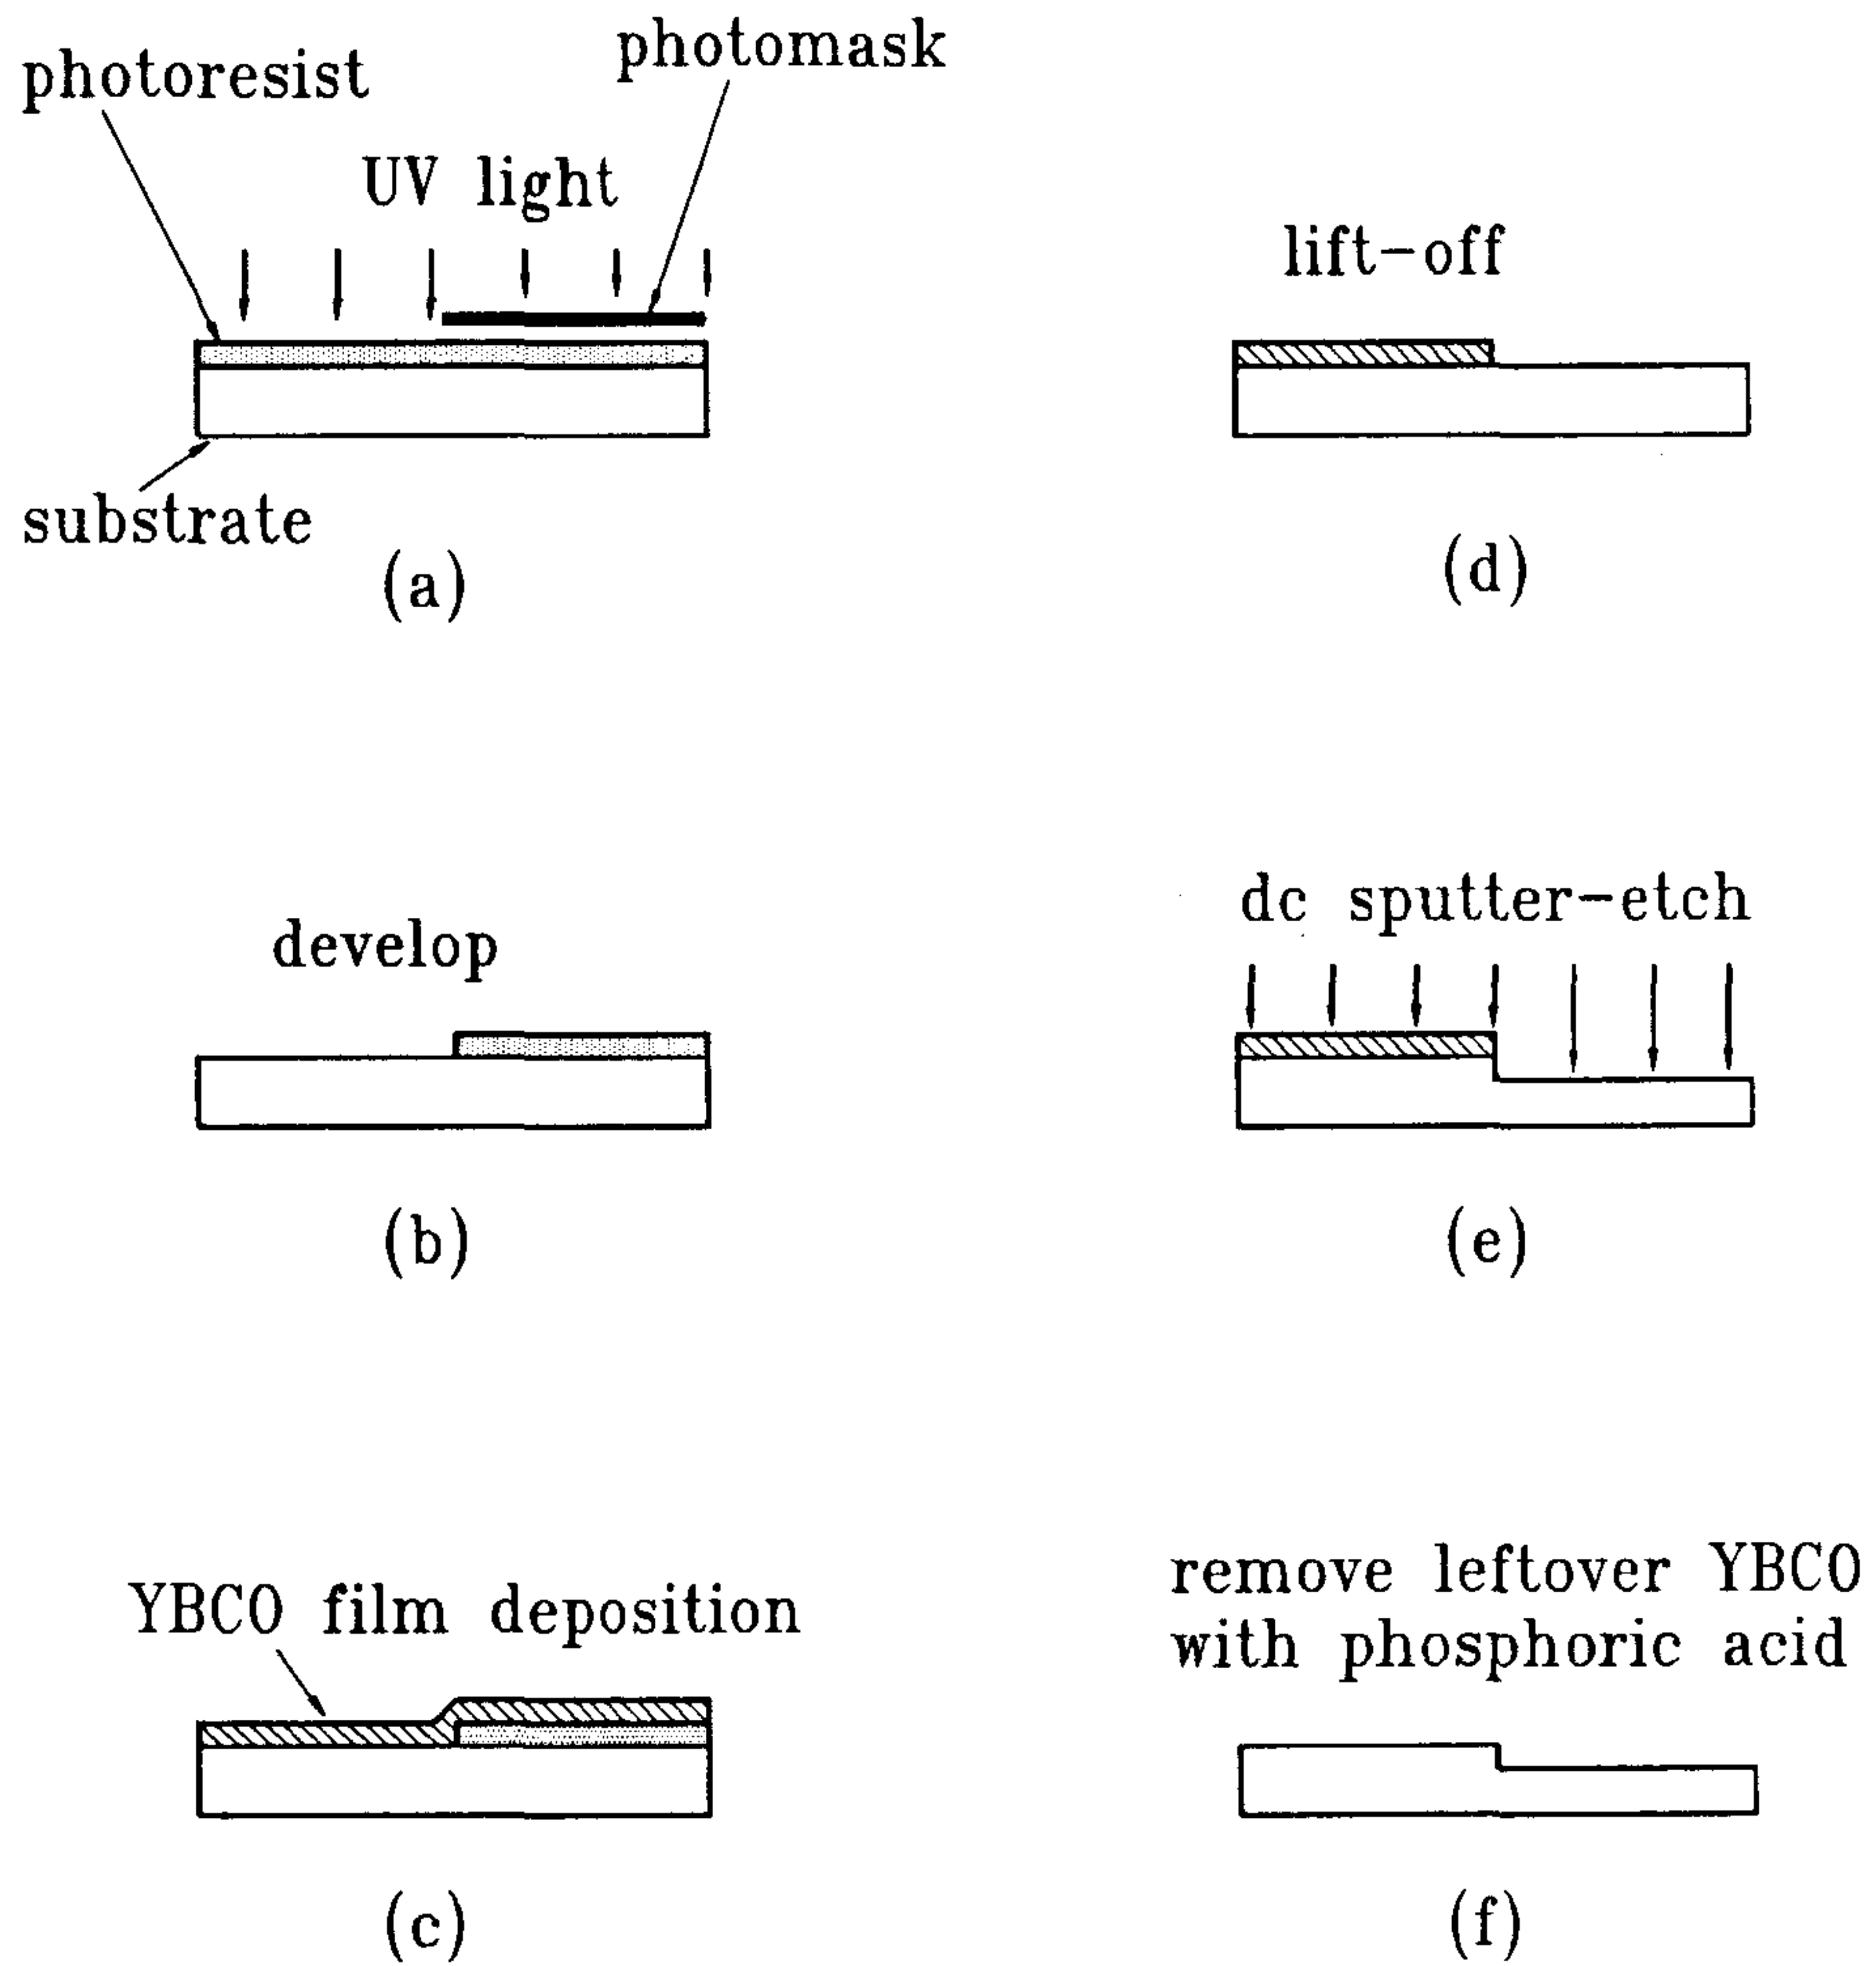 photoresist
photomask
UV light
substrate
(a)
develop
(b)
YBCO film deposition
(c)
lift-off
(d)
dc sputter-etch
(e)
remove leftover YBCO
with phosphoric acid
(f)